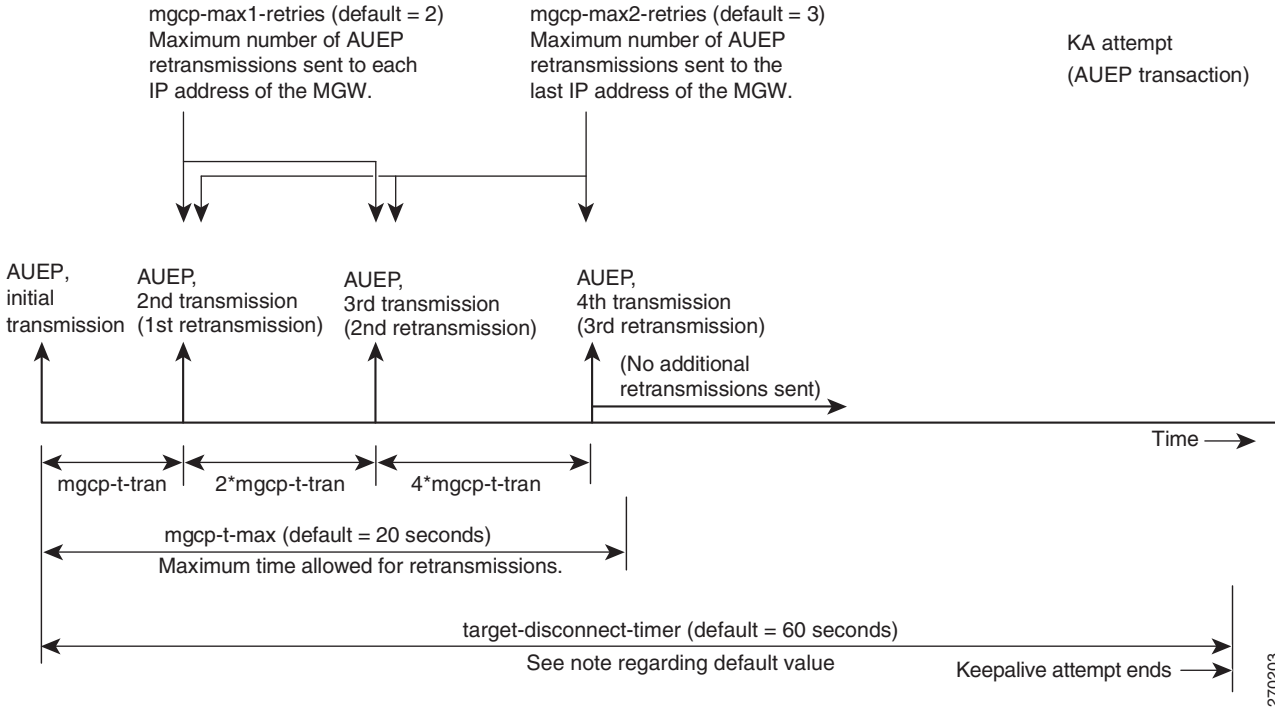 mgcp-max1-retries (default = 2)
Maximum number of AUEP
retransmissions sent to each
IP address of the MGW.
mgcp-max2-retries (default = 3)
Maximum number of AUEP
retransmissions sent to the
last IP address of the MGW.
KA attempt
(AUEP transaction)
AUEP,
initial
transmission
AUEP,
2nd transmission
(1st retransmission)
AUEP,
3rd transmission
(2nd retransmission)
AUEP,
4th transmission
(3rd retransmission)
(No additional
retransmissions sent)
Time
mgcp-t-tran
2*mgcp-t-tran
4*mgcp-t-tran
mgcp-t-max (default = 20 seconds)
Maximum time allowed for retransmissions.
target-disconnect-timer (default = 60 seconds)
See note regarding default value
Keepalive attempt ends
270203